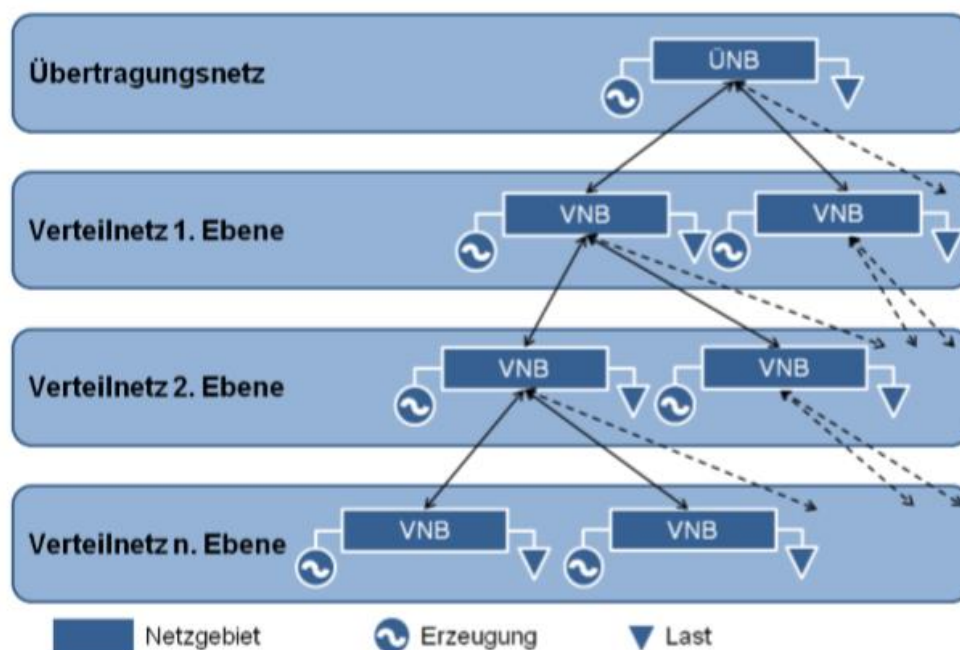 Übertragungsnetz
ÜNB
Verteilnetz 1. Ebene
VNB
VNB
Verteilnetz 2. Ebene
VNB
VNB
Verteilnetz n. Ebene
VNB
VNB
Netzgebiet
Erzeugung
Last